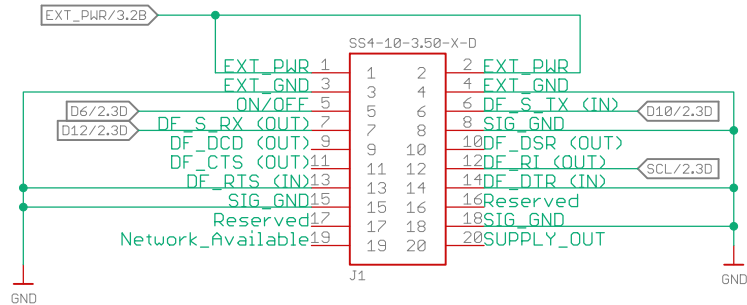 EXT_PWR/3.2B
SS4-10-3.50-X-D
EXT_PWR 1 1 2 2 EXT_PWR
EXT_GND 3 3 4 4 EXT_GND
D6/2.3D ON/OFF 5 5 6 6 DF_S_TX (IN) D10/2.3D
D12/2.3D DF_S_RX (OUT) 7 7 8 8 SIG_GND
DF_DCD (OUT) 9 9 10 10 DF_DSR (OUT)
DF_CTS (OUT) 11 11 12 12 DF_RI (OUT) SCL/2.3D
DF_RTS (IN) 13 13 14 14 DF_DTR (IN)
SIG_GND 15 15 16 16 Reserved
Reserved 17 17 18 18 SIG_GND
Network_Available 19 19 20 20 SUPPLY_OUT
J1
GND
GND